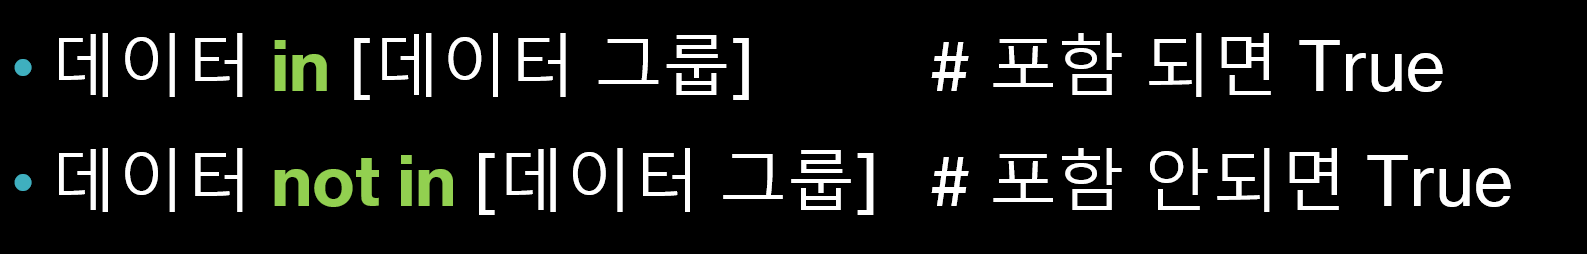 • 데이터 in [데이터 그룹] # 포함 되면 True
• 데이터 not in [데이터 그룹] # 포함 안되면 True